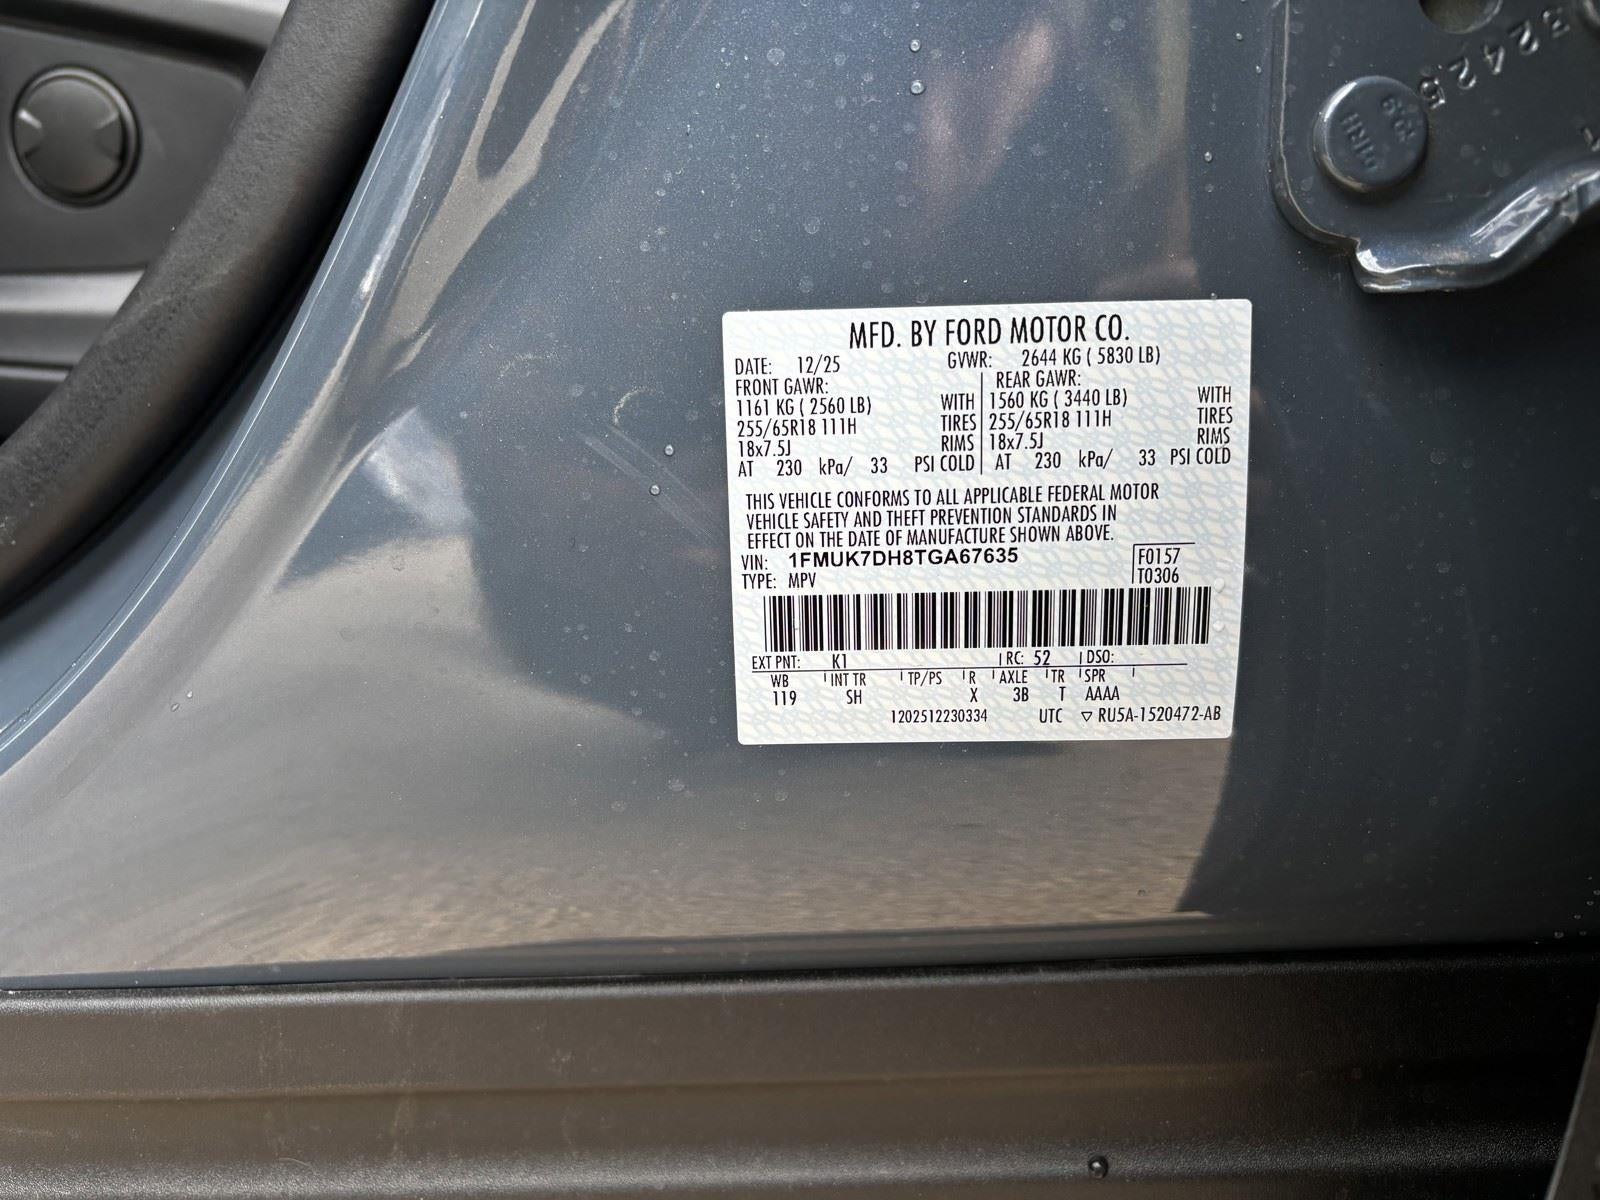 MFD. BY FORD MOTOR CO.
DATE: 12/25 GVWR: 2644 KG ( 5830 LB)
FRONT GAWR: REAR GAWR:
1161 KG ( 2560 LB) WITH 1560 KG ( 3440 LB) WITH
255/65R18 111H TIRES 255/65R18 111H TIRES
18x7.5J RIMS 18x7.5J RIMS
AT 230 kPa/ 33 PSI COLD AT 230 kPa/ 33 PSI COLD
THIS VEHICLE CONFORMS TO ALL APPLICABLE FEDERAL MOTOR
VEHICLE SAFETY AND THEFT PREVENTION STANDARDS IN
EFFECT ON THE DATE OF MANUFACTURE SHOWN ABOVE.
VIN: 1FMUK7DH8TGA67635 F0157
TYPE: MPV T0306
EXT PNT: K1 RC: 52 DSO:
WB INT TR TP/PS R AXLE TR SPR
119 SH X 3B T AAAA
1202512230334 UTC ▽ RU5A-1520472-AB